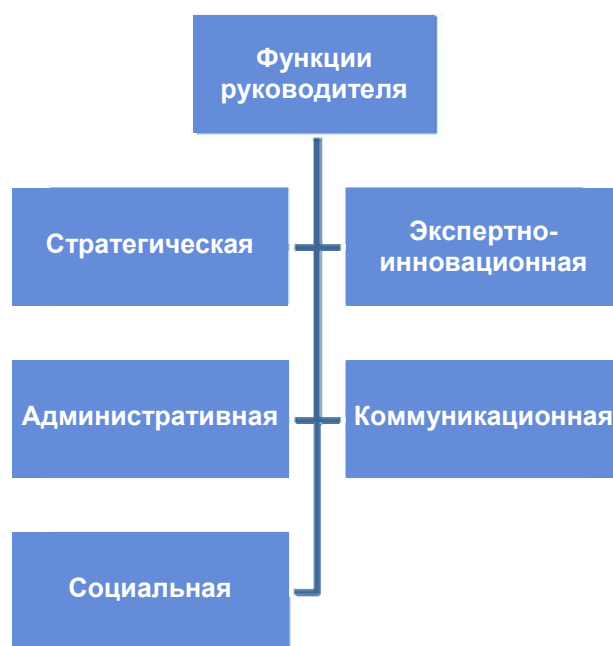 Функции
руководителя
Стратегическая
Экспертно-
инновационная
Административная
Коммуникационная
Социальная